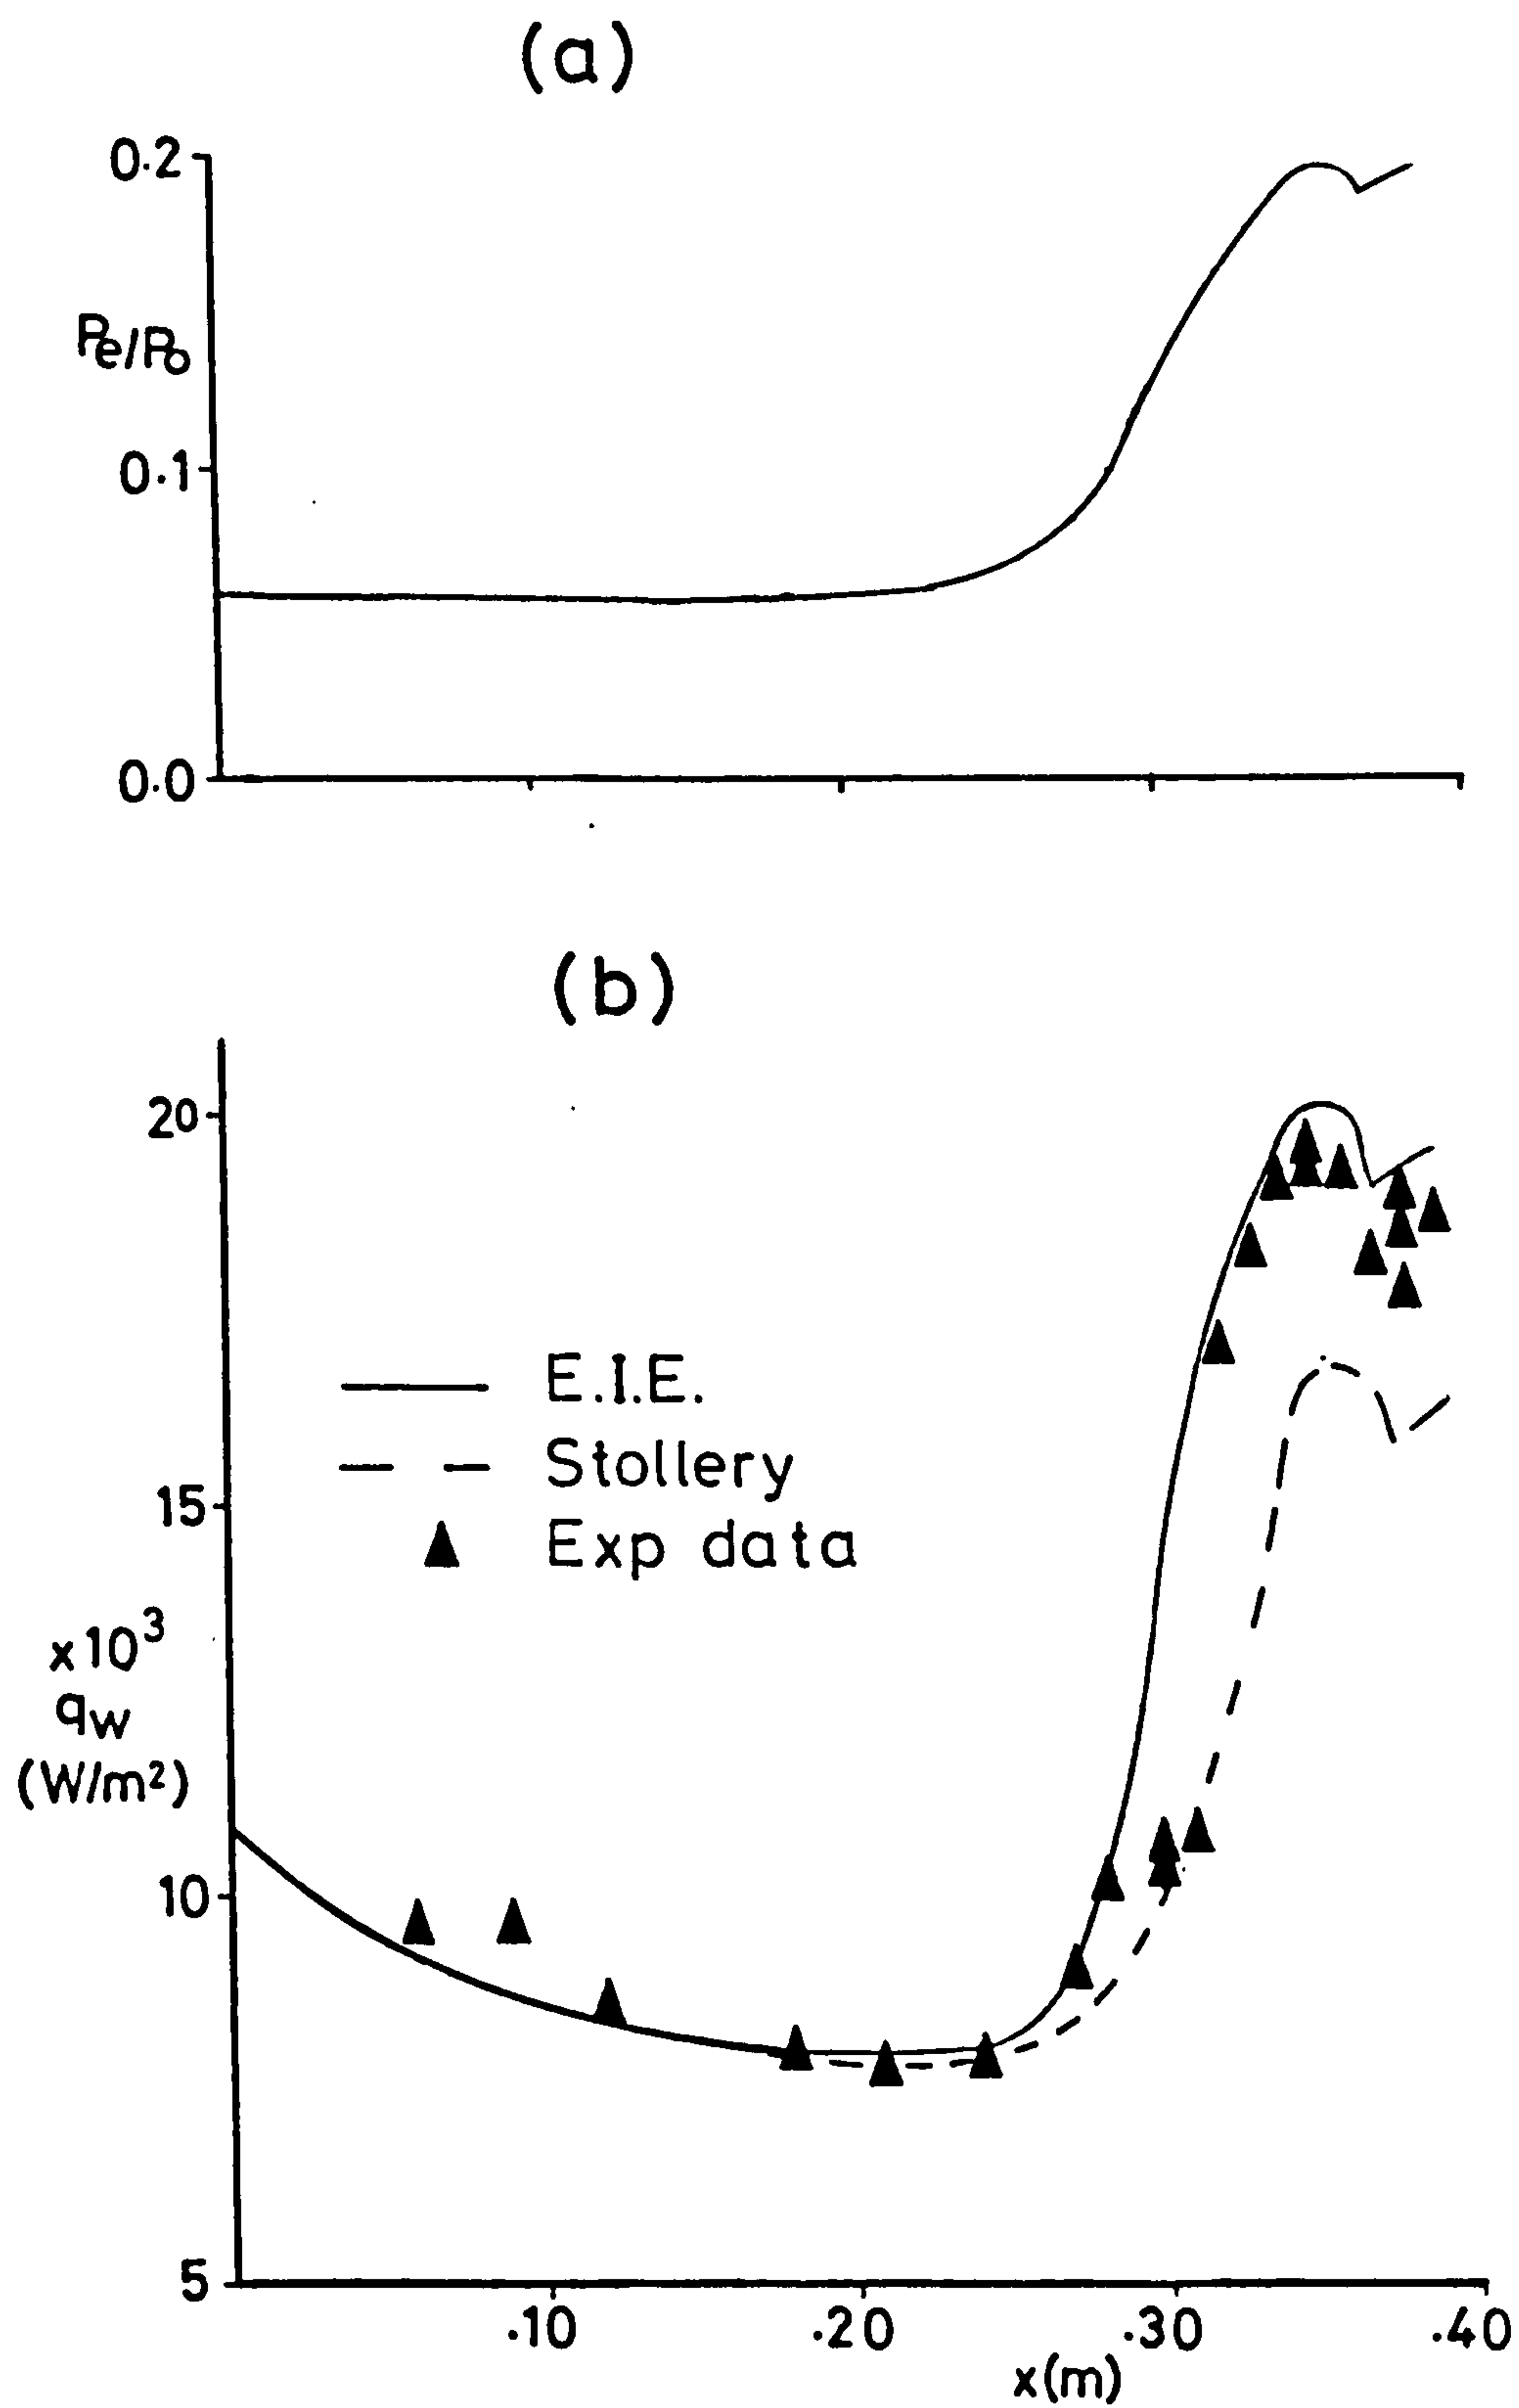 (a)
0.2
Pe/Po
0.1
0.0
(b)
20
E.I.E.
Stollery
15
Exp data
x10³
qw
(W/m²)
10
5
.10 .20 .30 .40
x(m)